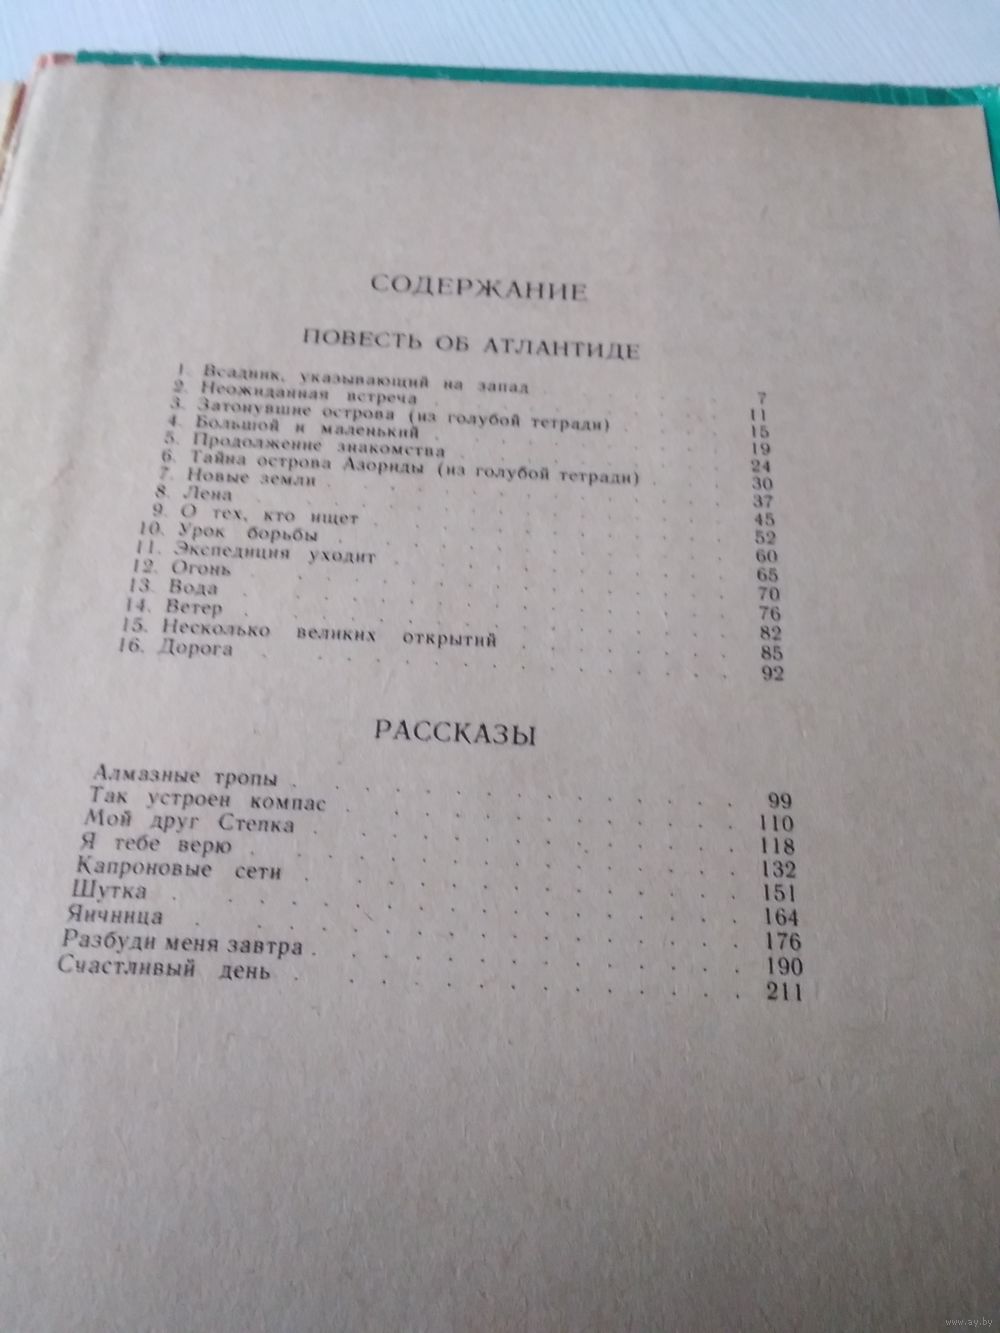 СОДЕРЖАНИЕ
ПОВЕСТЬ ОБ АТЛАНТИДЕ
1. Всадник, указывающий на запад . . . . . 7
2. Неожиданная встреча . . . . . 11
3. Затонувшие острова (из голубой тетради) . . . . . 15
4. Большой и маленький . . . . . 19
5. Продолжение знакомства . . . . . 24
6. Тайна острова Азориды (из голубой тетради) . . . . . 30
7. Новые земли . . . . . 37
8. Лена . . . . . 45
9. О тех, кто ищет . . . . . 52
10. Урок борьбы . . . . . 60
11. Экспедиция уходит . . . . . 65
12. Огонь . . . . . 70
13. Вода . . . . . 76
14. Ветер . . . . . 82
15. Несколько великих открытий . . . . . 85
16. Дорога . . . . . 92
РАССКАЗЫ
Алмазные тропы . . . . . 99
Так устроен компас . . . . . 110
Мой друг Степка . . . . . 118
Я тебе верю . . . . . 132
Капроновые сети . . . . . 151
Шутка . . . . . 164
Яичница . . . . . 176
Разбуди меня завтра . . . . . 190
Счастливый день . . . . . 211
www.ay.by